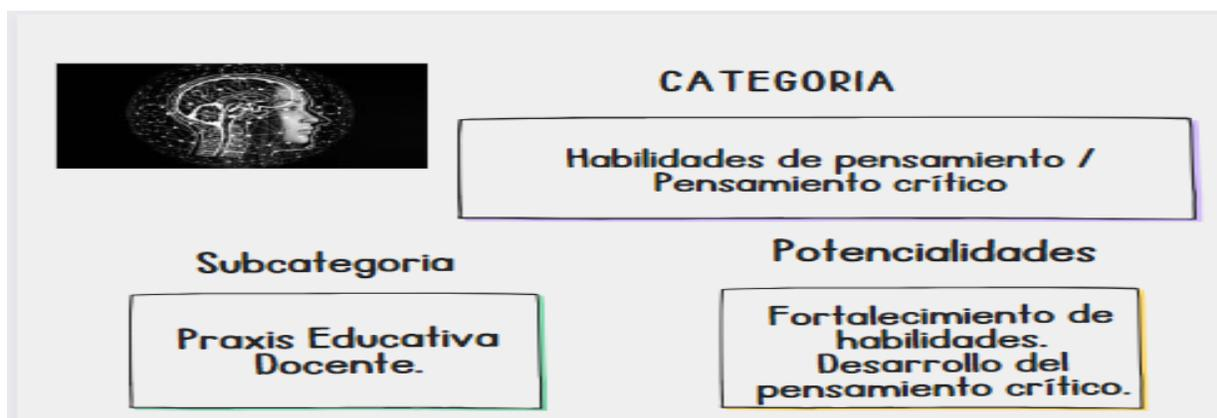 CATEGORIA
Habilidades de pensamiento /
Pensamiento crítico
Subcategoria
Praxis Educativa
Docente.
Potencialidades
Fortalecimiento de
habilidades.
Desarrollo del
pensamiento crítico.